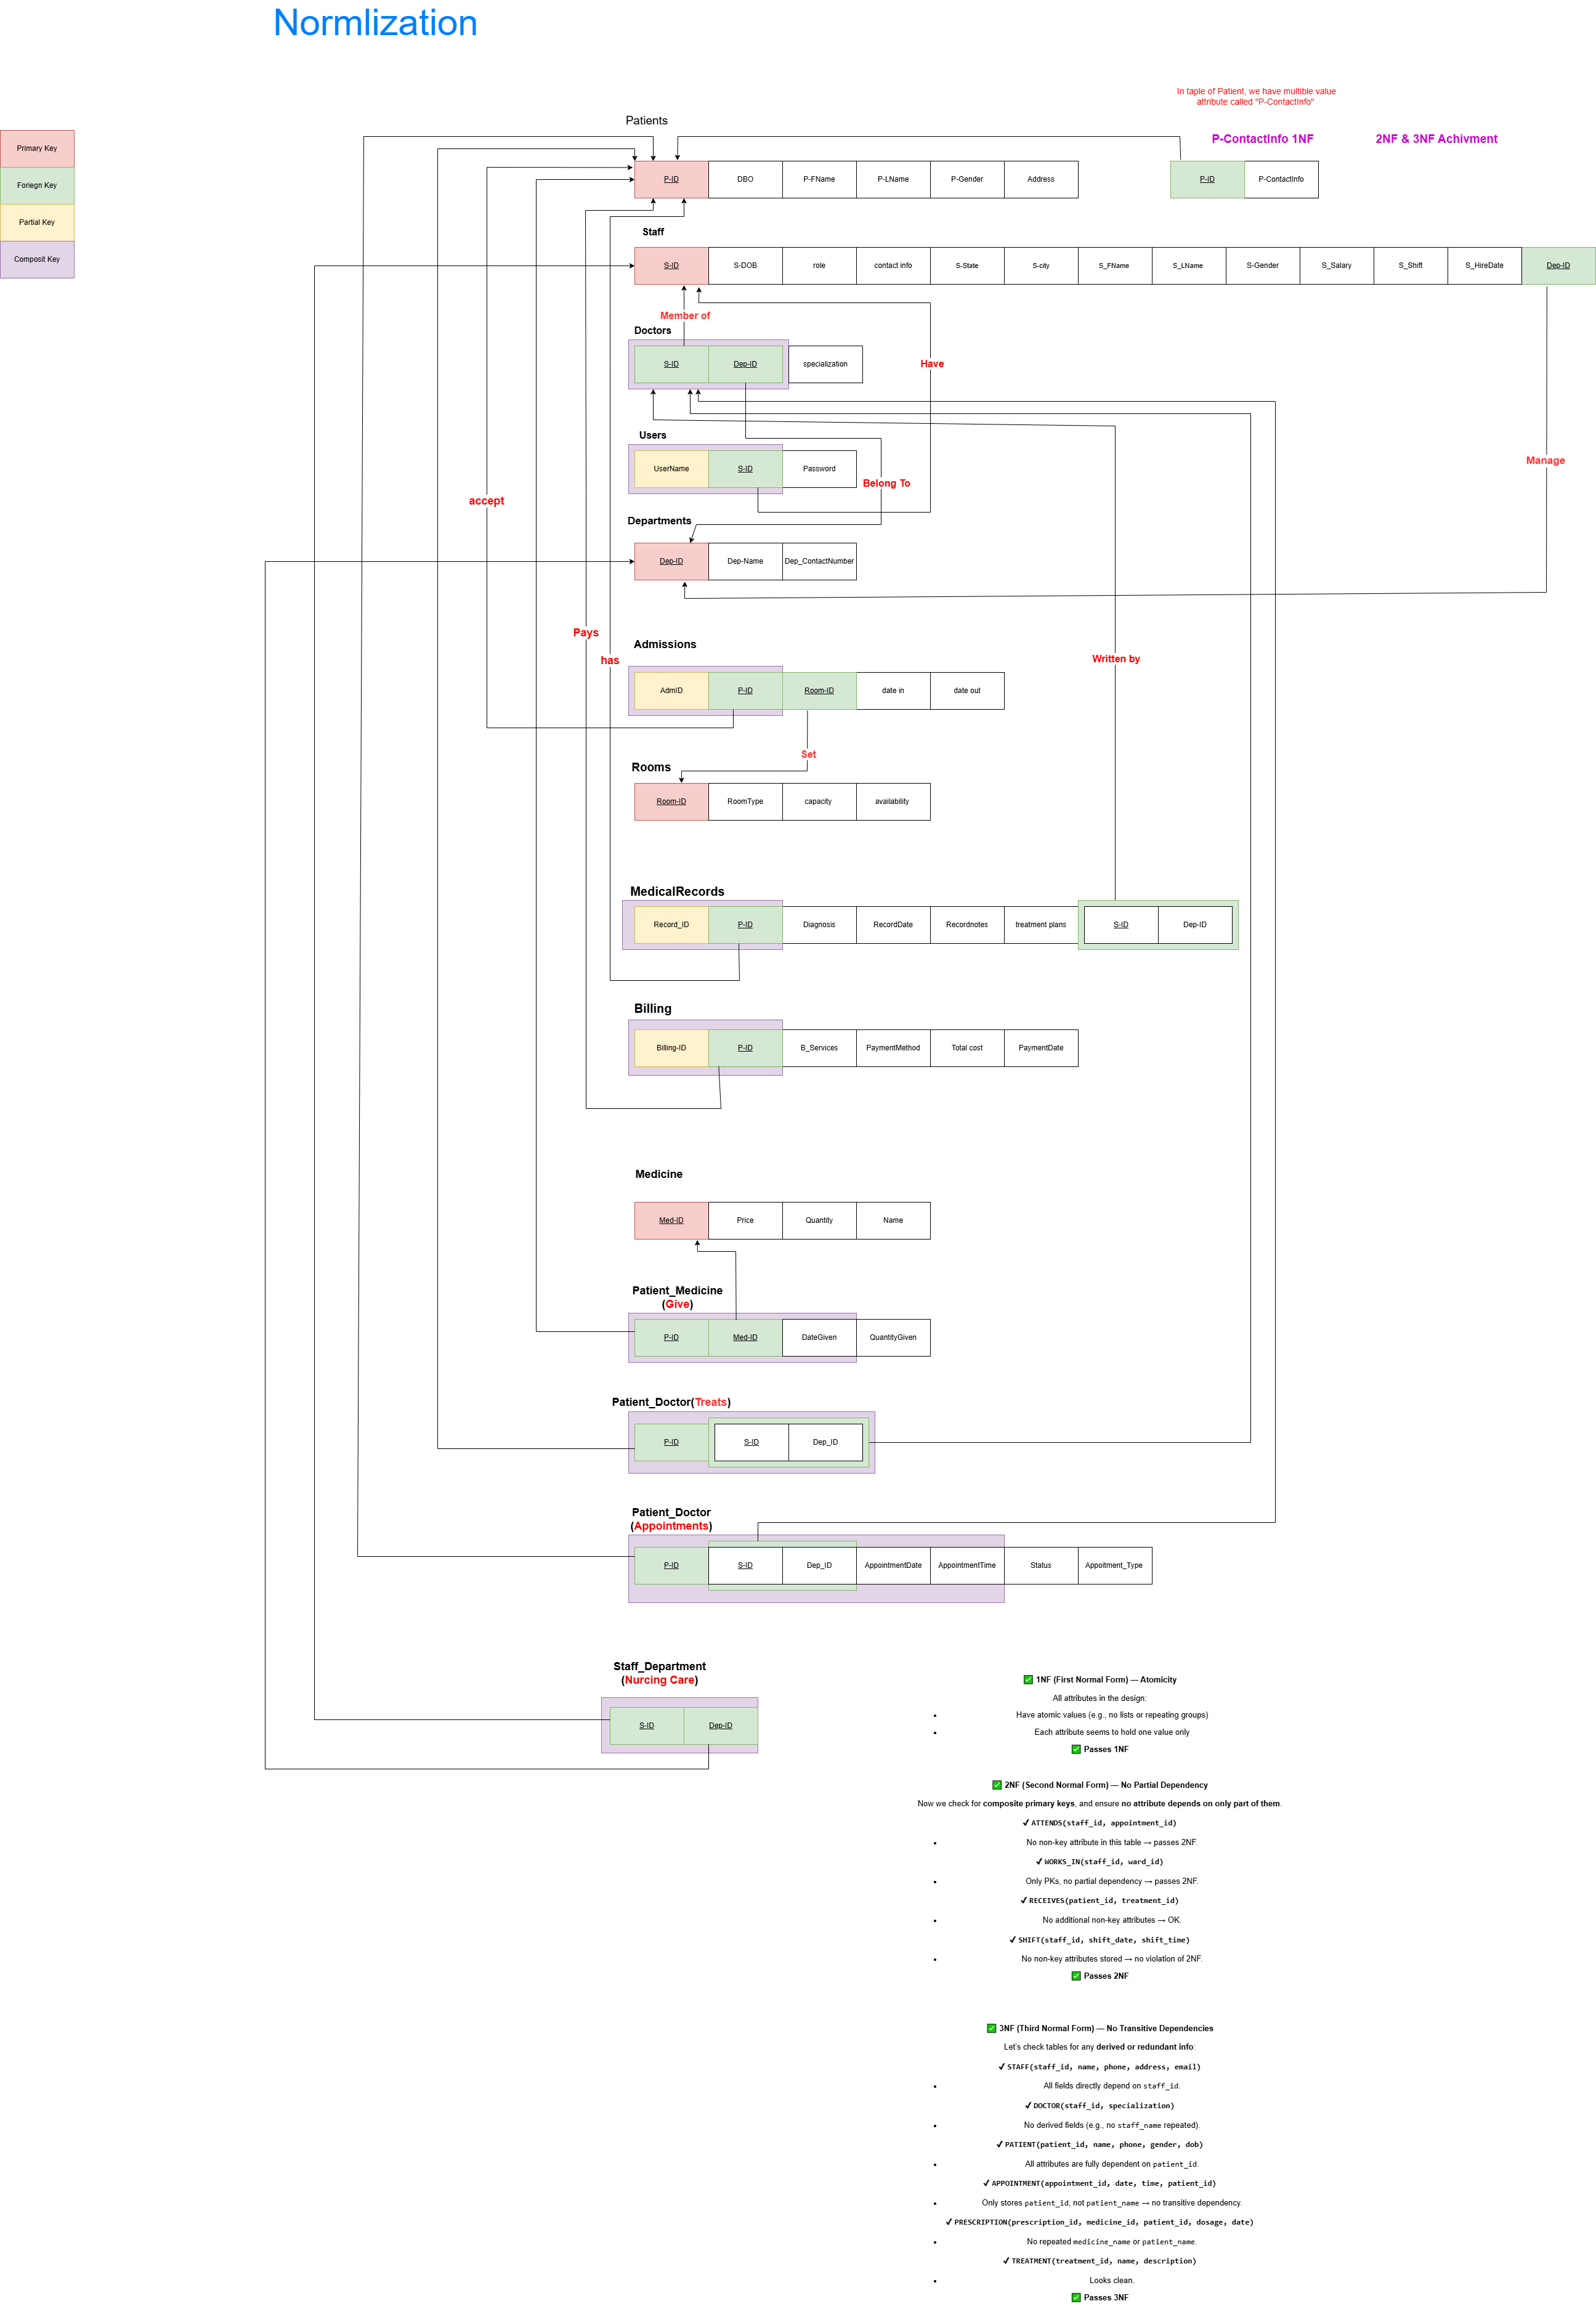 Normlization
In taple of Patient, we have multible value
attribute called "P-ContactInfo"
Patients
P-ContactInfo 1NF
2NF & 3NF Achivment
Primary Key
Foriegn Key
Partial Key
Composit Key
P-ID
DBO
P-FName
P-LName
P-Gender
Address
P-ID
P-ContactInfo
Staff
S-ID
S-DOB
role
contact info
S-State
S-city
S_FName
S_LName
S-Gender
S_Salary
S_Shift
S_HireDate
Dep-ID
Member of
Doctors
S-ID
Dep-ID
specialization
Have
Users
UserName
S-ID
Password
Manage
Belong To
accept
Departments
Dep-ID
Dep-Name
Dep_ContactNumber
Pays
has
Admissions
Written by
AdmID
P-ID
Room-ID
date in
date out
Set
Rooms
Room-ID
RoomType
capacity
availability
MedicalRecords
Record_ID
P-ID
Diagnosis
RecordDate
Recordnotes
treatment plans
S-ID
Dep-ID
Billing
Billing-ID
P-ID
B_Services
PaymentMethod
Total cost
PaymentDate
Medicine
Med-ID
Price
Quantity
Name
Patient_Medicine
(Give)
P-ID
Med-ID
DateGiven
QuantityGiven
Patient_Doctor(Treats)
P-ID
S-ID
Dep_ID
Patient_Doctor
(Appointments)
P-ID
S-ID
Dep_ID
AppointmentDate
AppointmentTime
Status
Appoitment_Type
Staff_Department
(Nurcing Care)
S-ID
Dep-ID
✅ 1NF (First Normal Form) — Atomicity
All attributes in the design:
• Have atomic values (e.g., no lists or repeating groups)
• Each attribute seems to hold one value only
✅ Passes 1NF
✅ 2NF (Second Normal Form) — No Partial Dependency
Now we check for composite primary keys, and ensure no attribute depends on only part of them.
✔ ATTENDS(staff_id, appointment_id)
• No non-key attribute in this table → passes 2NF.
✔ WORKS_IN(staff_id, ward_id)
• Only PKs, no partial dependency → passes 2NF.
✔ RECEIVES(patient_id, treatment_id)
• No additional non-key attributes → OK.
✔ SHIFT(staff_id, shift_date, shift_time)
• No non-key attributes stored → no violation of 2NF.
✅ Passes 2NF
✅ 3NF (Third Normal Form) — No Transitive Dependencies
Let's check tables for any derived or redundant info:
✔ STAFF(staff_id, name, phone, address, email)
• All fields directly depend on staff_id.
✔ DOCTOR(staff_id, specialization)
• No derived fields (e.g., no staff_name repeated).
✔ PATIENT(patient_id, name, phone, gender, dob)
• All attributes are fully dependent on patient_id.
✔ APPOINTMENT(appointment_id, date, time, patient_id)
• Only stores patient_id, not patient_name → no transitive dependency.
✔ PRESCRIPTION(prescription_id, medicine_id, patient_id, dosage, date)
• No repeated medicine_name or patient_name.
✔ TREATMENT(treatment_id, name, description)
• Looks clean.
✅ Passes 3NF